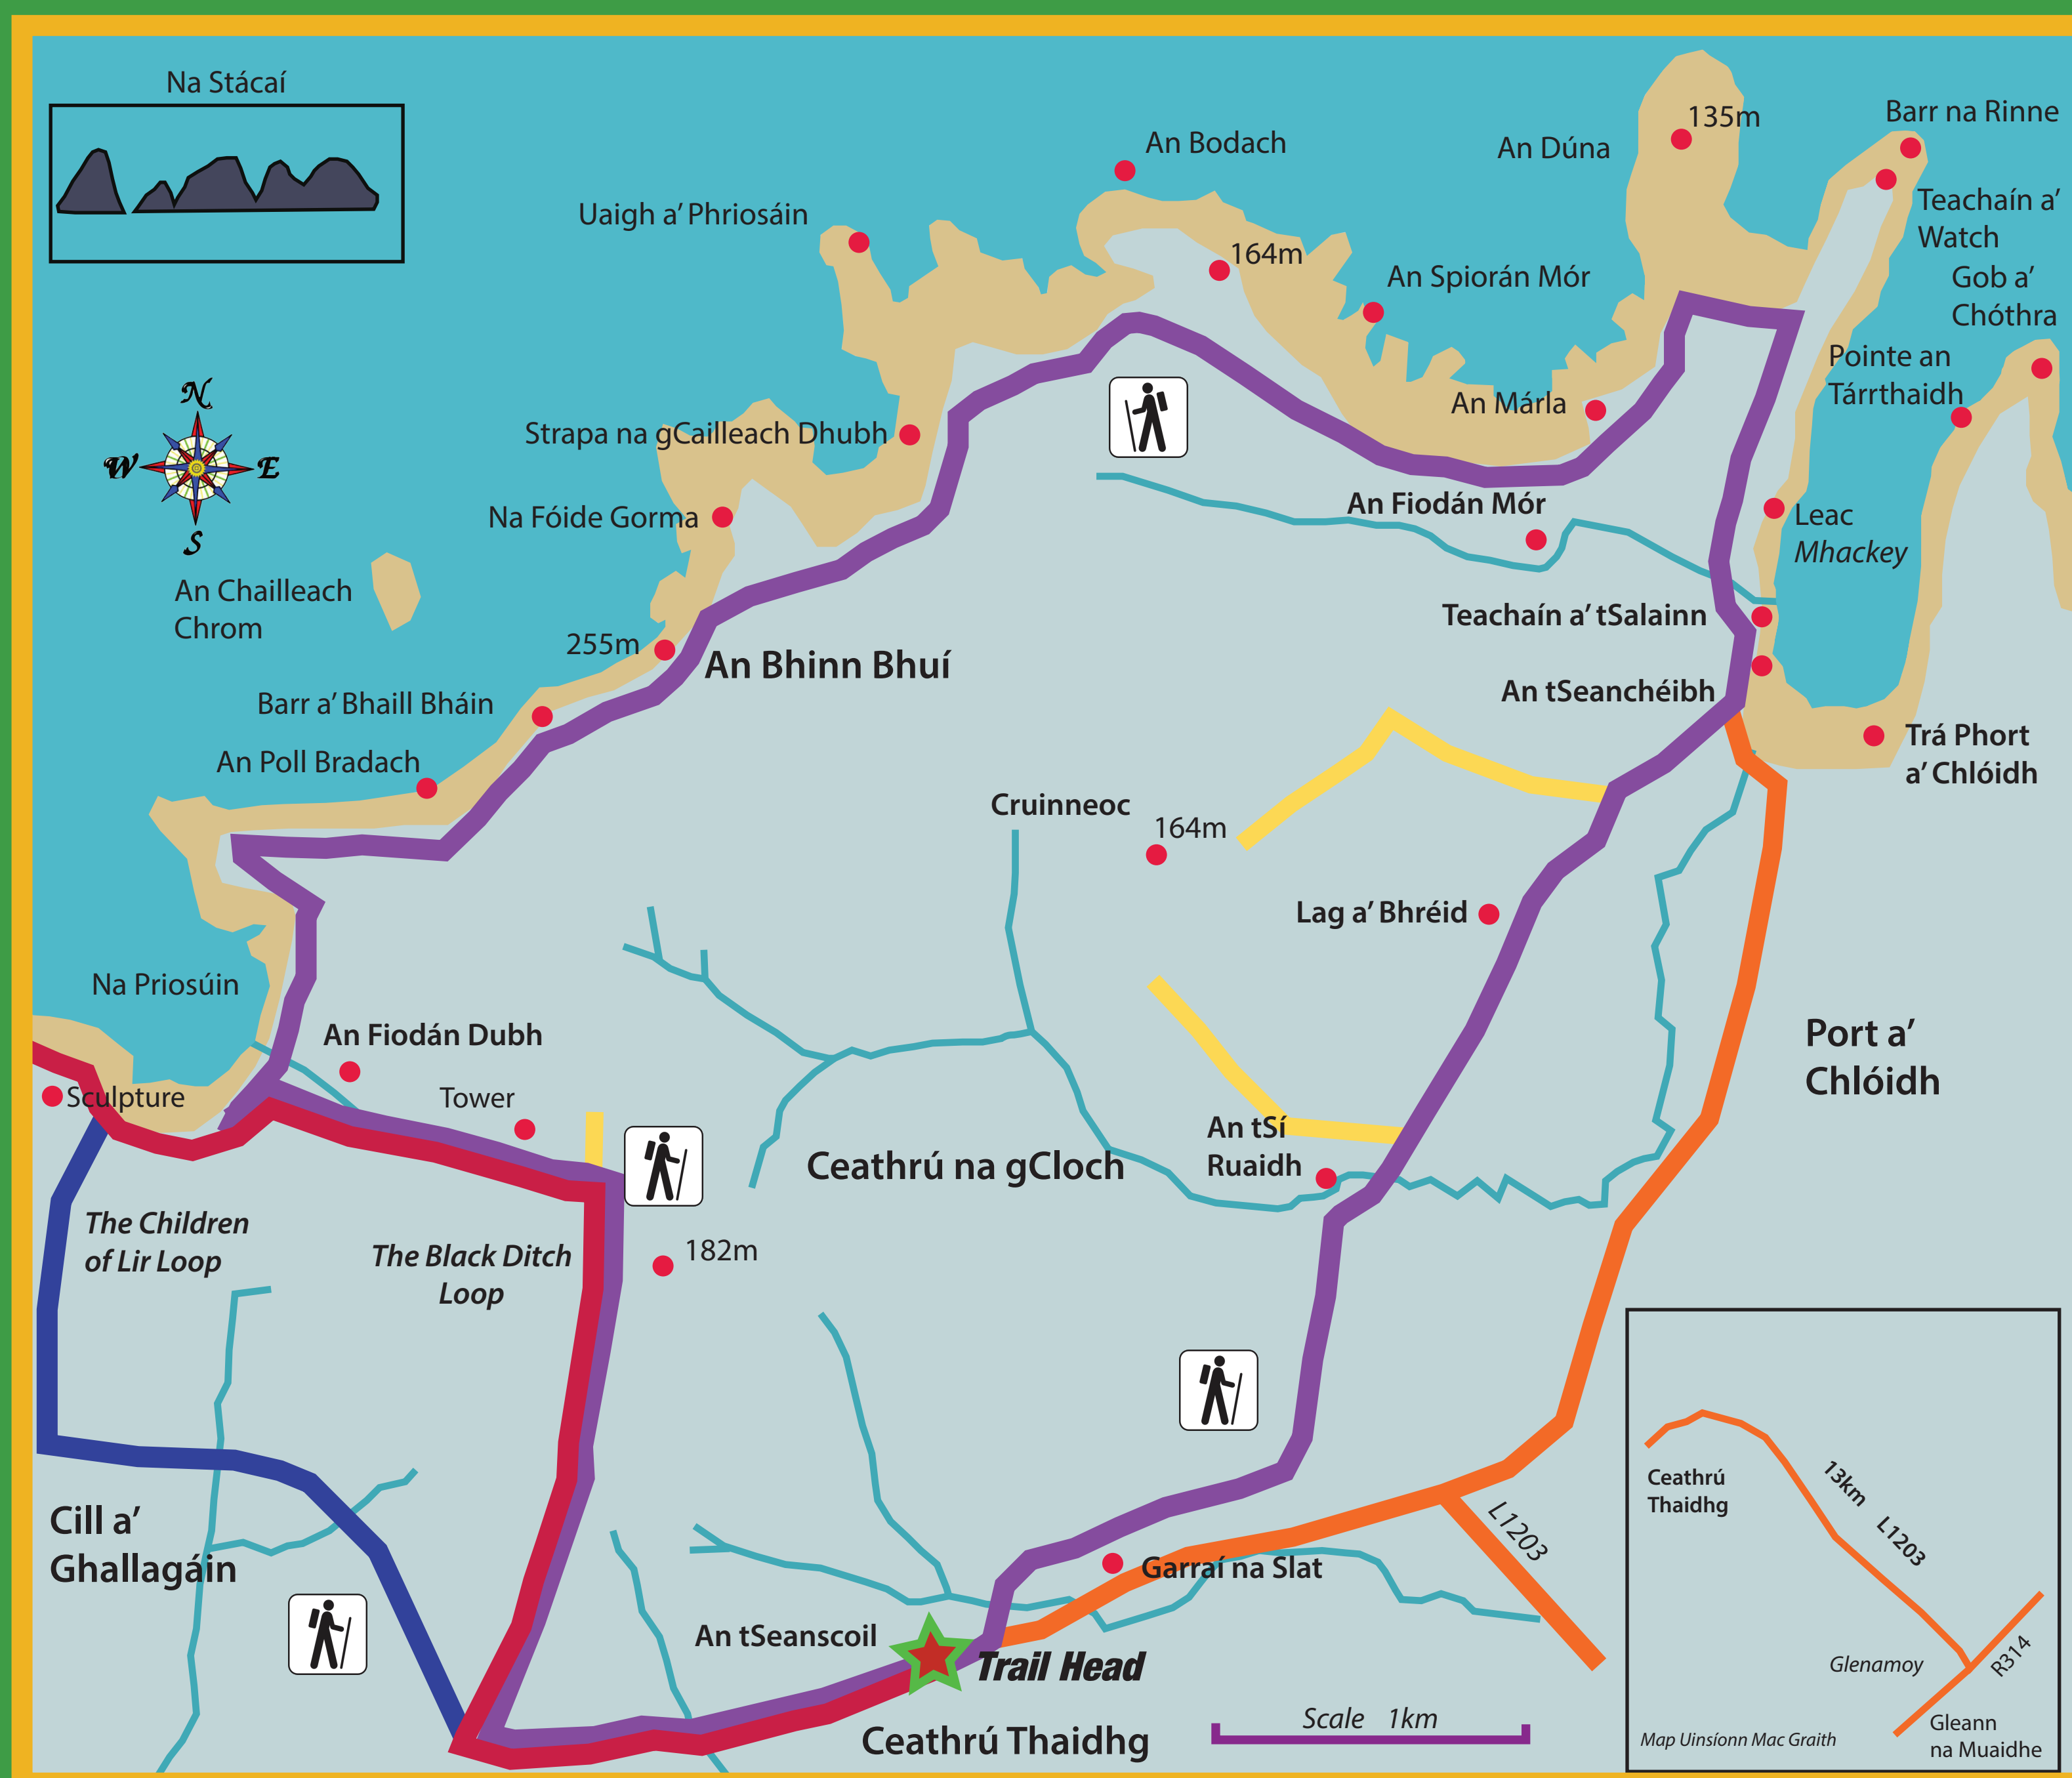 Na Stácaí
An Bodach
An Dúna
135m
Barr na Rinne
Teachaín a’
Watch
Uaigh a’ Phriosáin
164m
An Spiorán Mór
Gob a’
Chóthra
Pointe an
Tárrthaidh
N
W
E
S
Strapa na gCailleach Dhubh
An Márla
Na Fóide Gorma
An Fiodán Mór
Leac
Mhackey
An Chailleach
Chrom
255m
An Bhinn Bhuí
Teachaín a’ tSalainn
Barr a’ Bhaill Bháin
An tSeanchéibh
An Poll Bradach
Trá Phort
a’ Chlóidh
Cruinneoc
164m
Lag a’ Bhréid
Na Priosúin
An Fiodán Dubh
Port a’
Chlóidh
Sculpture
Tower
An tSí
Ruaidh
Ceathrú na gCloch
The Children
of Lir Loop
The Black Ditch
Loop
182m
Cill a’
Ghallagáin
Garraí na Slat
L1203
An tSeanscoil
Trail Head
Ceathrú Thaidhg
Scale 1km
Ceathrú
Thaidhg
13km
L1203
Glenamoy
R314
Gleann
na Muaidhe
Map Uinsíonn Mac Graith